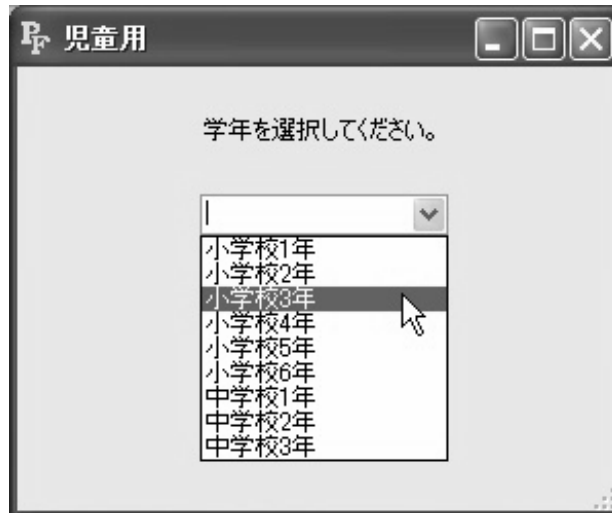 PF 児童用
学年を選択してください。
小学校1年
小学校2年
小学校3年
小学校4年
小学校5年
小学校6年
中学校1年
中学校2年
中学校3年